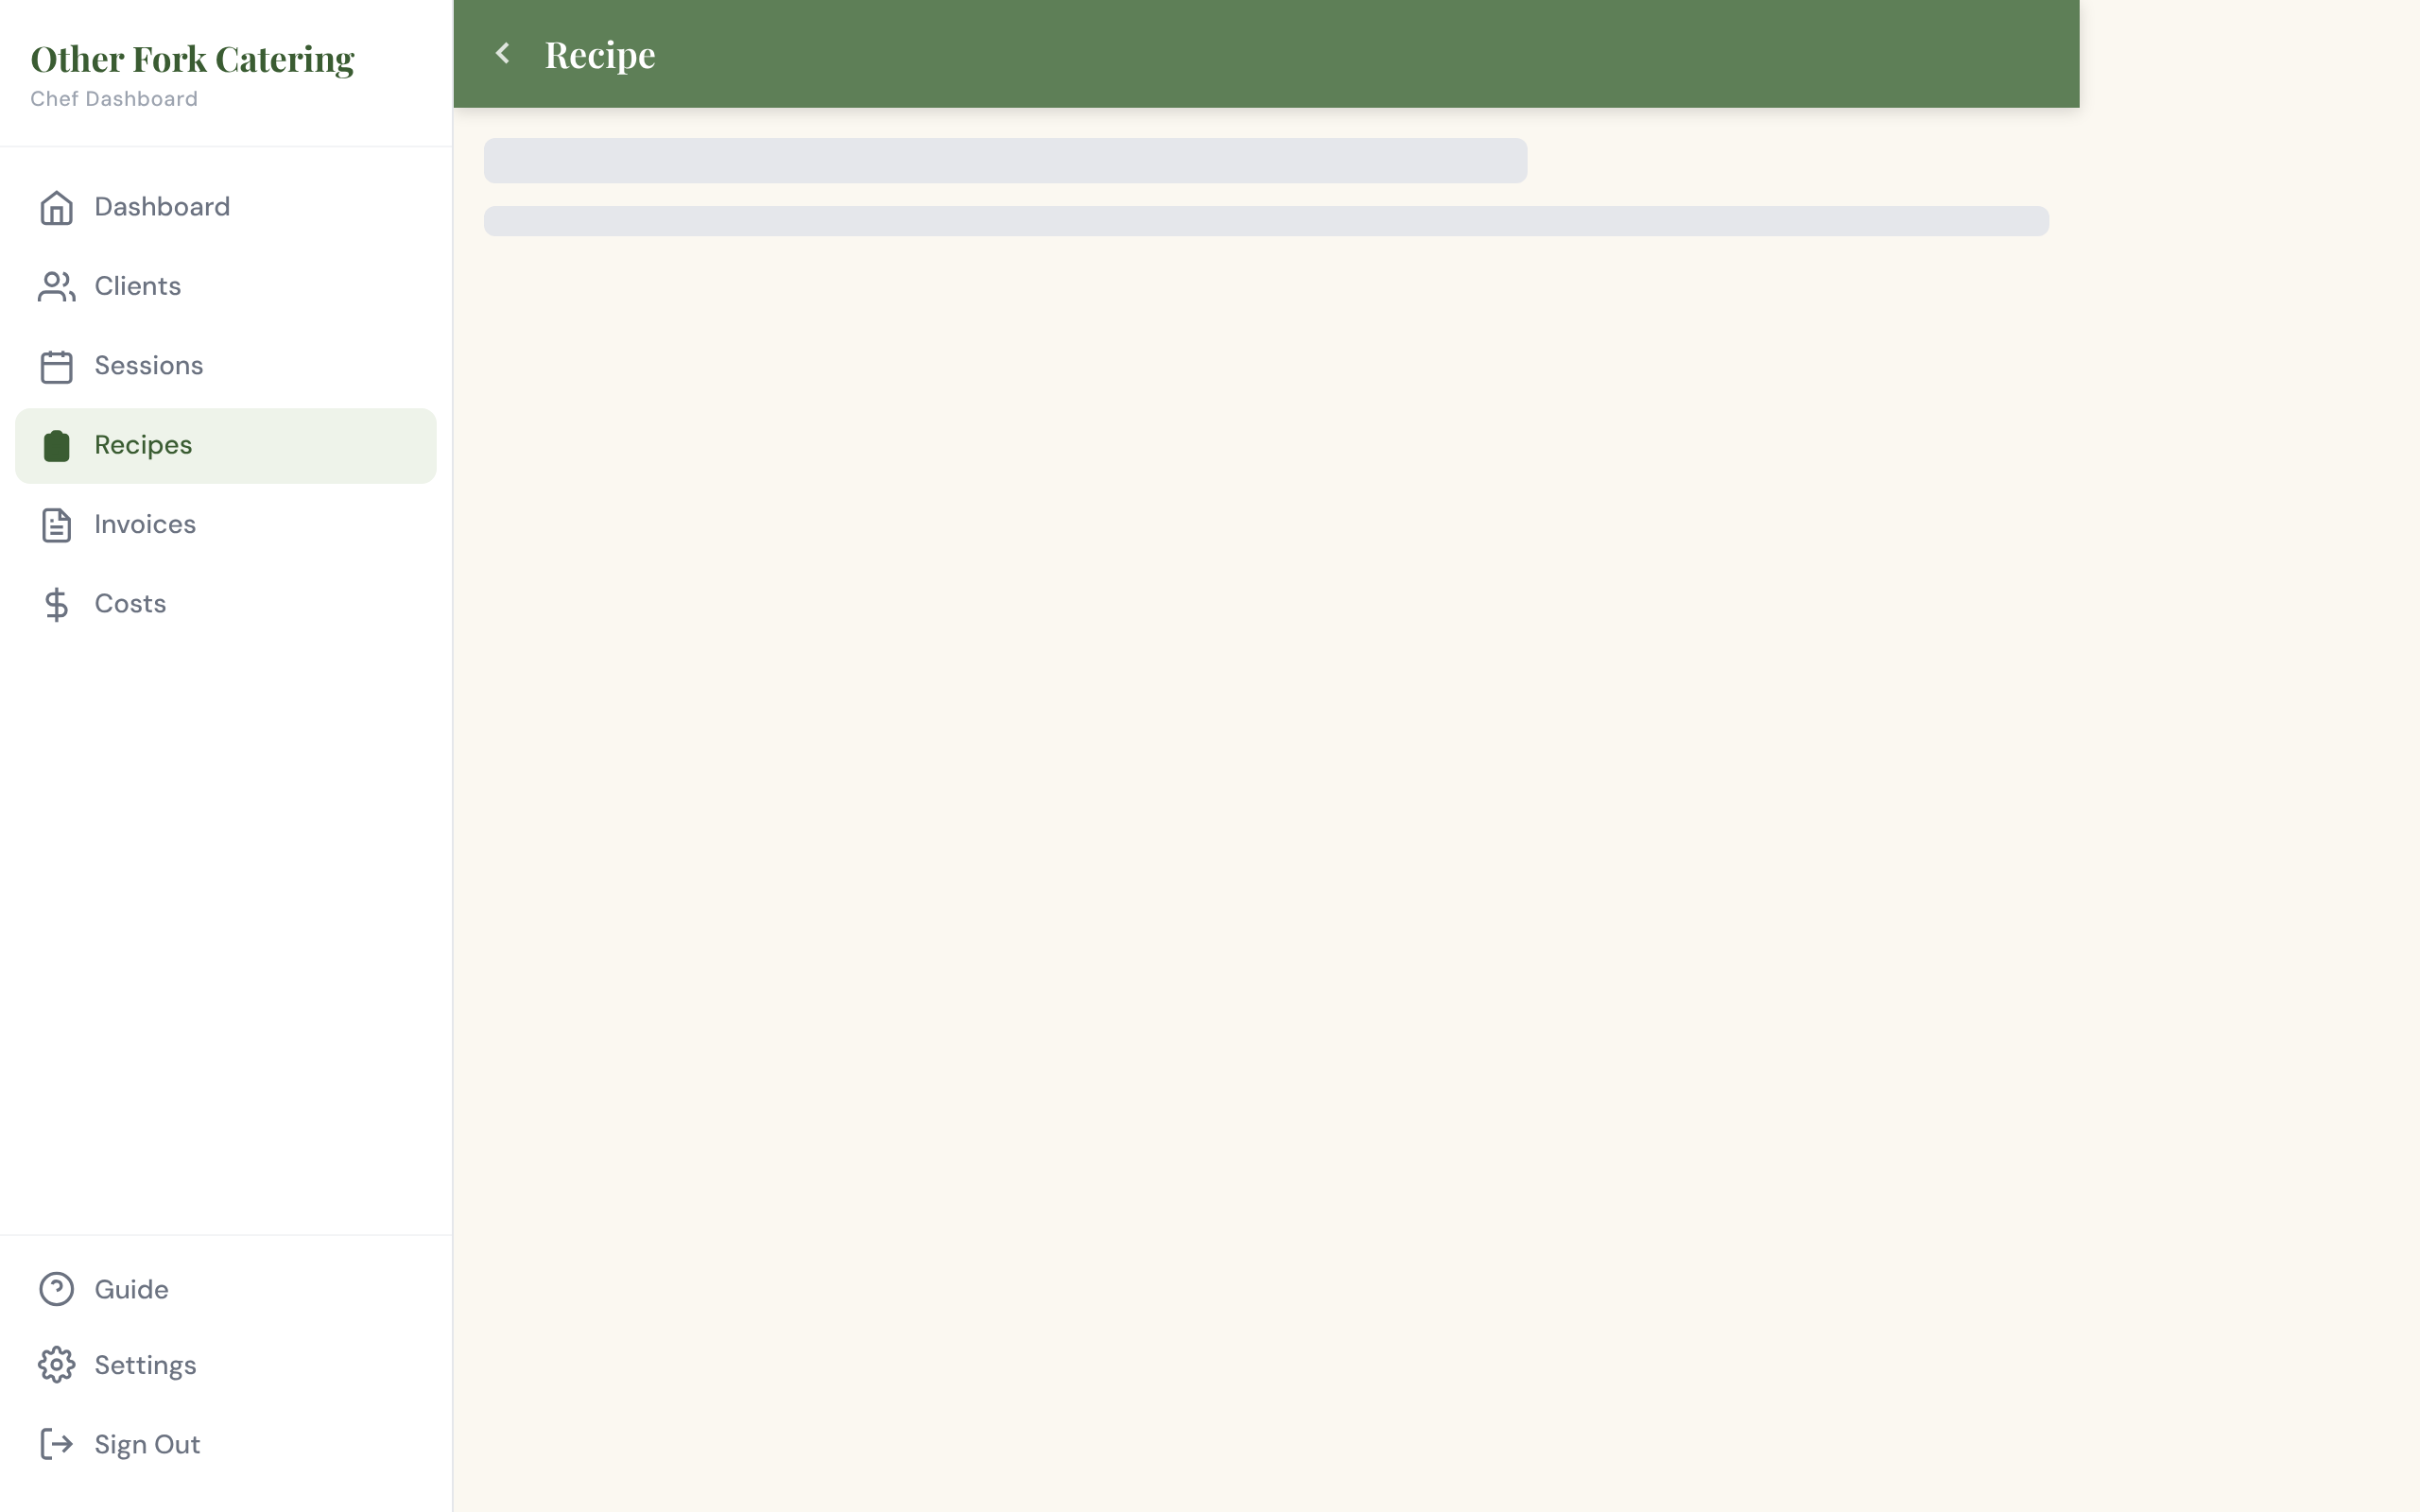 Other Fork Catering
Chef Dashboard
Dashboard
Clients
Sessions
Recipes
Invoices
Costs
Guide
Settings
Sign Out
Recipe